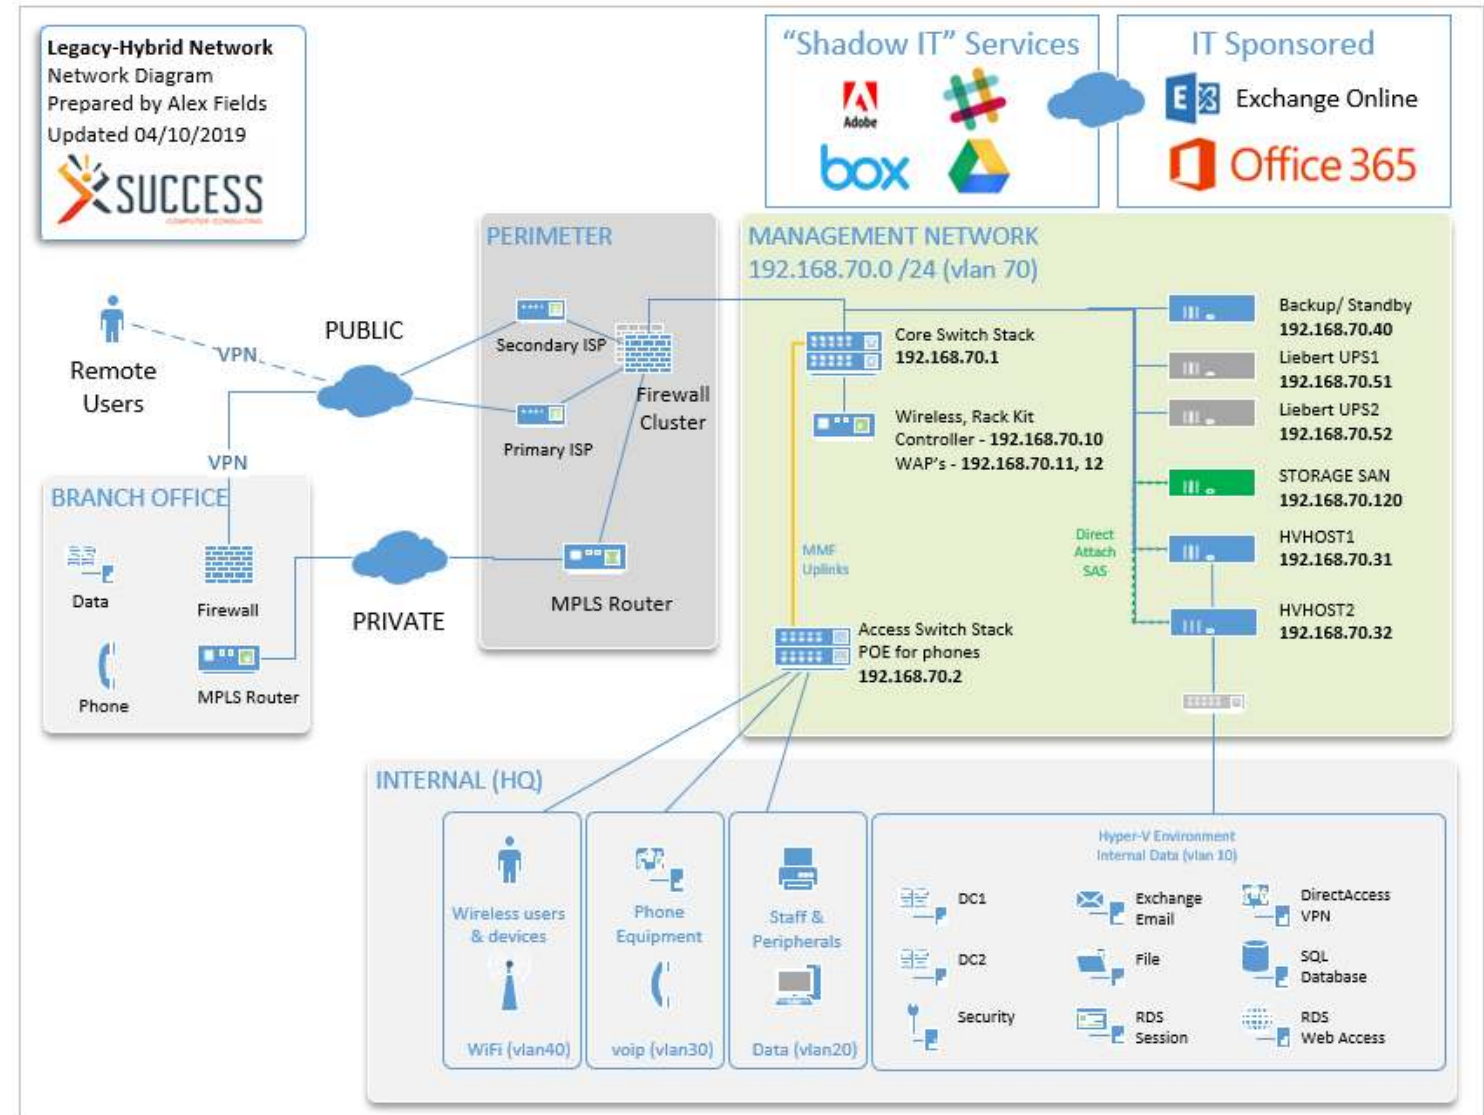 Legacy-Hybrid Network
Network Diagram
Prepared by Alex Fields
Updated 04/10/2019
SUCCESS
COMPUTER CONSULTING
“Shadow IT” Services
Adobe
box
IT Sponsored
E
Exchange Online
Office 365
PERIMETER
Secondary ISP
Primary ISP
Firewall
Cluster
MPLS Router
PUBLIC
VPN
Remote
Users
VPN
PRIVATE
BRANCH OFFICE
Data
Firewall
Phone
MPLS Router
MANAGEMENT NETWORK
192.168.70.0 /24 (vlan 70)
Core Switch Stack
192.168.70.1
Wireless, Rack Kit
Controller - 192.168.70.10
WAP's - 192.168.70.11, 12
MMF
Uplinks
Direct
Attach
SAS
Access Switch Stack
POE for phones
192.168.70.2
Backup/ Standby
192.168.70.40
Liebert UPS1
192.168.70.51
Liebert UPS2
192.168.70.52
STORAGE SAN
192.168.70.120
HVHOST1
192.168.70.31
HVHOST2
192.168.70.32
INTERNAL (HQ)
Wireless users
& devices
WiFi (vlan40)
Phone
Equipment
voip (vlan30)
Staff &
Peripherals
Data (vlan20)
Hyper-V Environment
Internal Data (vlan 10)
DC1
Exchange
Email
DirectAccess
VPN
DC2
File
SQL
Database
Security
RDS
Session
RDS
Web Access